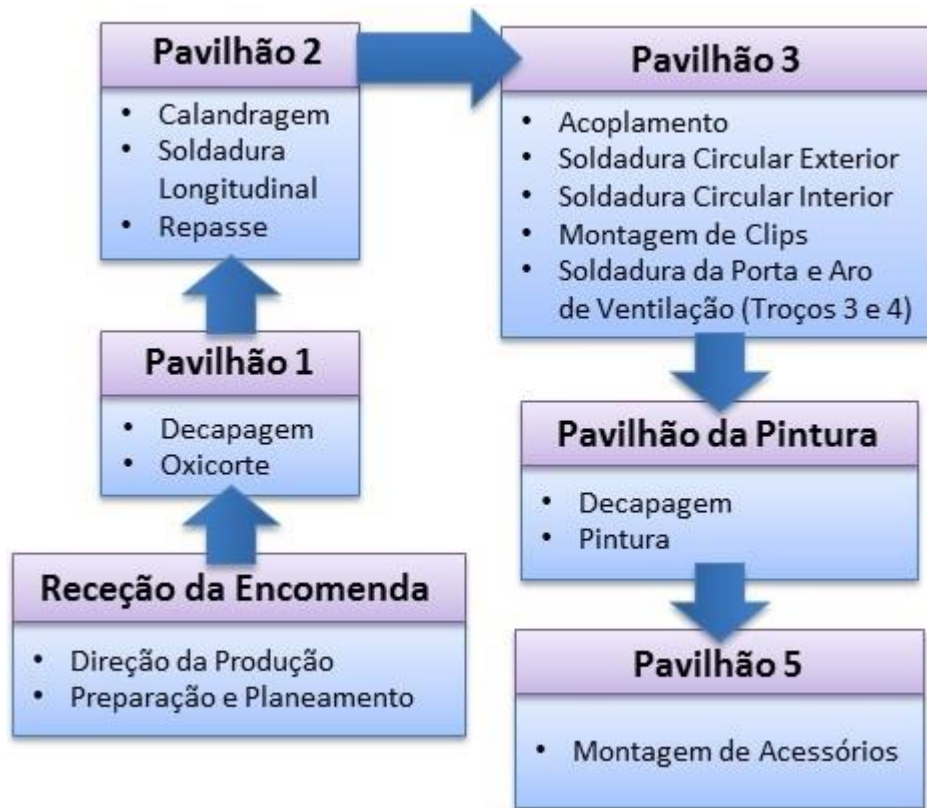 Pavilhão 2
• Calandragem
• Soldadura
Longitudinal
• Repasse
Pavilhão 3
• Acoplamento
• Soldadura Circular Exterior
• Soldadura Circular Interior
• Montagem de Clips
• Soldadura da Porta e Aro
de Ventilação (Troços 3 e 4)
Pavilhão 1
• Decapagem
• Oxicorte
Pavilhão da Pintura
• Decapagem
• Pintura
Receção da Encomenda
• Direção da Produção
• Preparação e Planeamento
Pavilhão 5
• Montagem de Acessórios